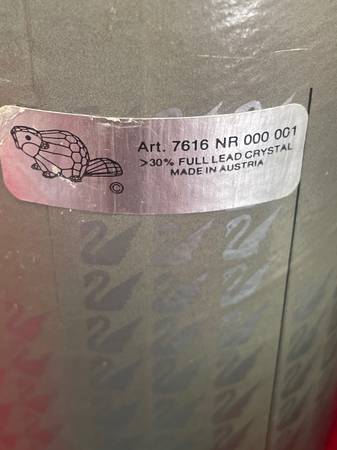 Art. 7616 NR 000 001
>30% FULL LEAD CRYSTAL
MADE IN AUSTRIA
©